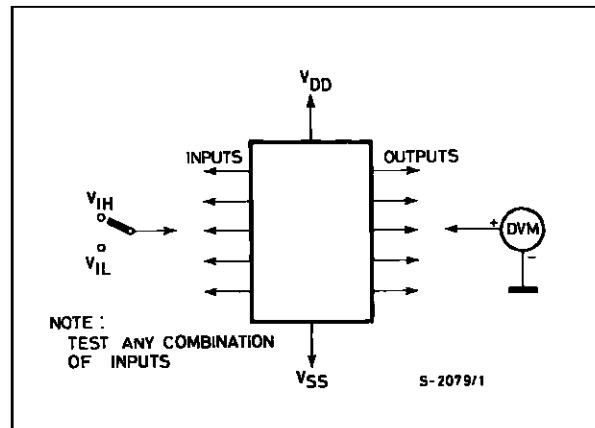 VDD
INPUTS
OUTPUTS
VIH
VIL
+
DVM
-
NOTE :
TEST ANY COMBINATION
OF INPUTS
VSS
S-2079/1